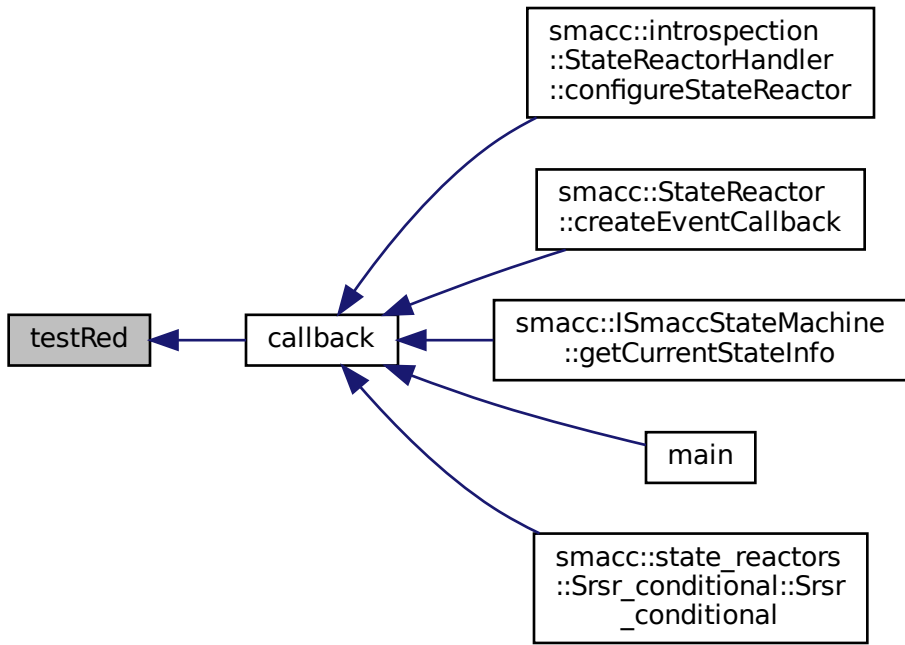 smacc::introspection
::StateReactorHandler
::configureStateReactor
smacc::StateReactor
::createEventCallback
testRed
callback
smacc::ISmaccStateMachine
::getCurrentStateInfo
main
smacc::state_reactors
::Srsr_conditional::Srsr
_conditional